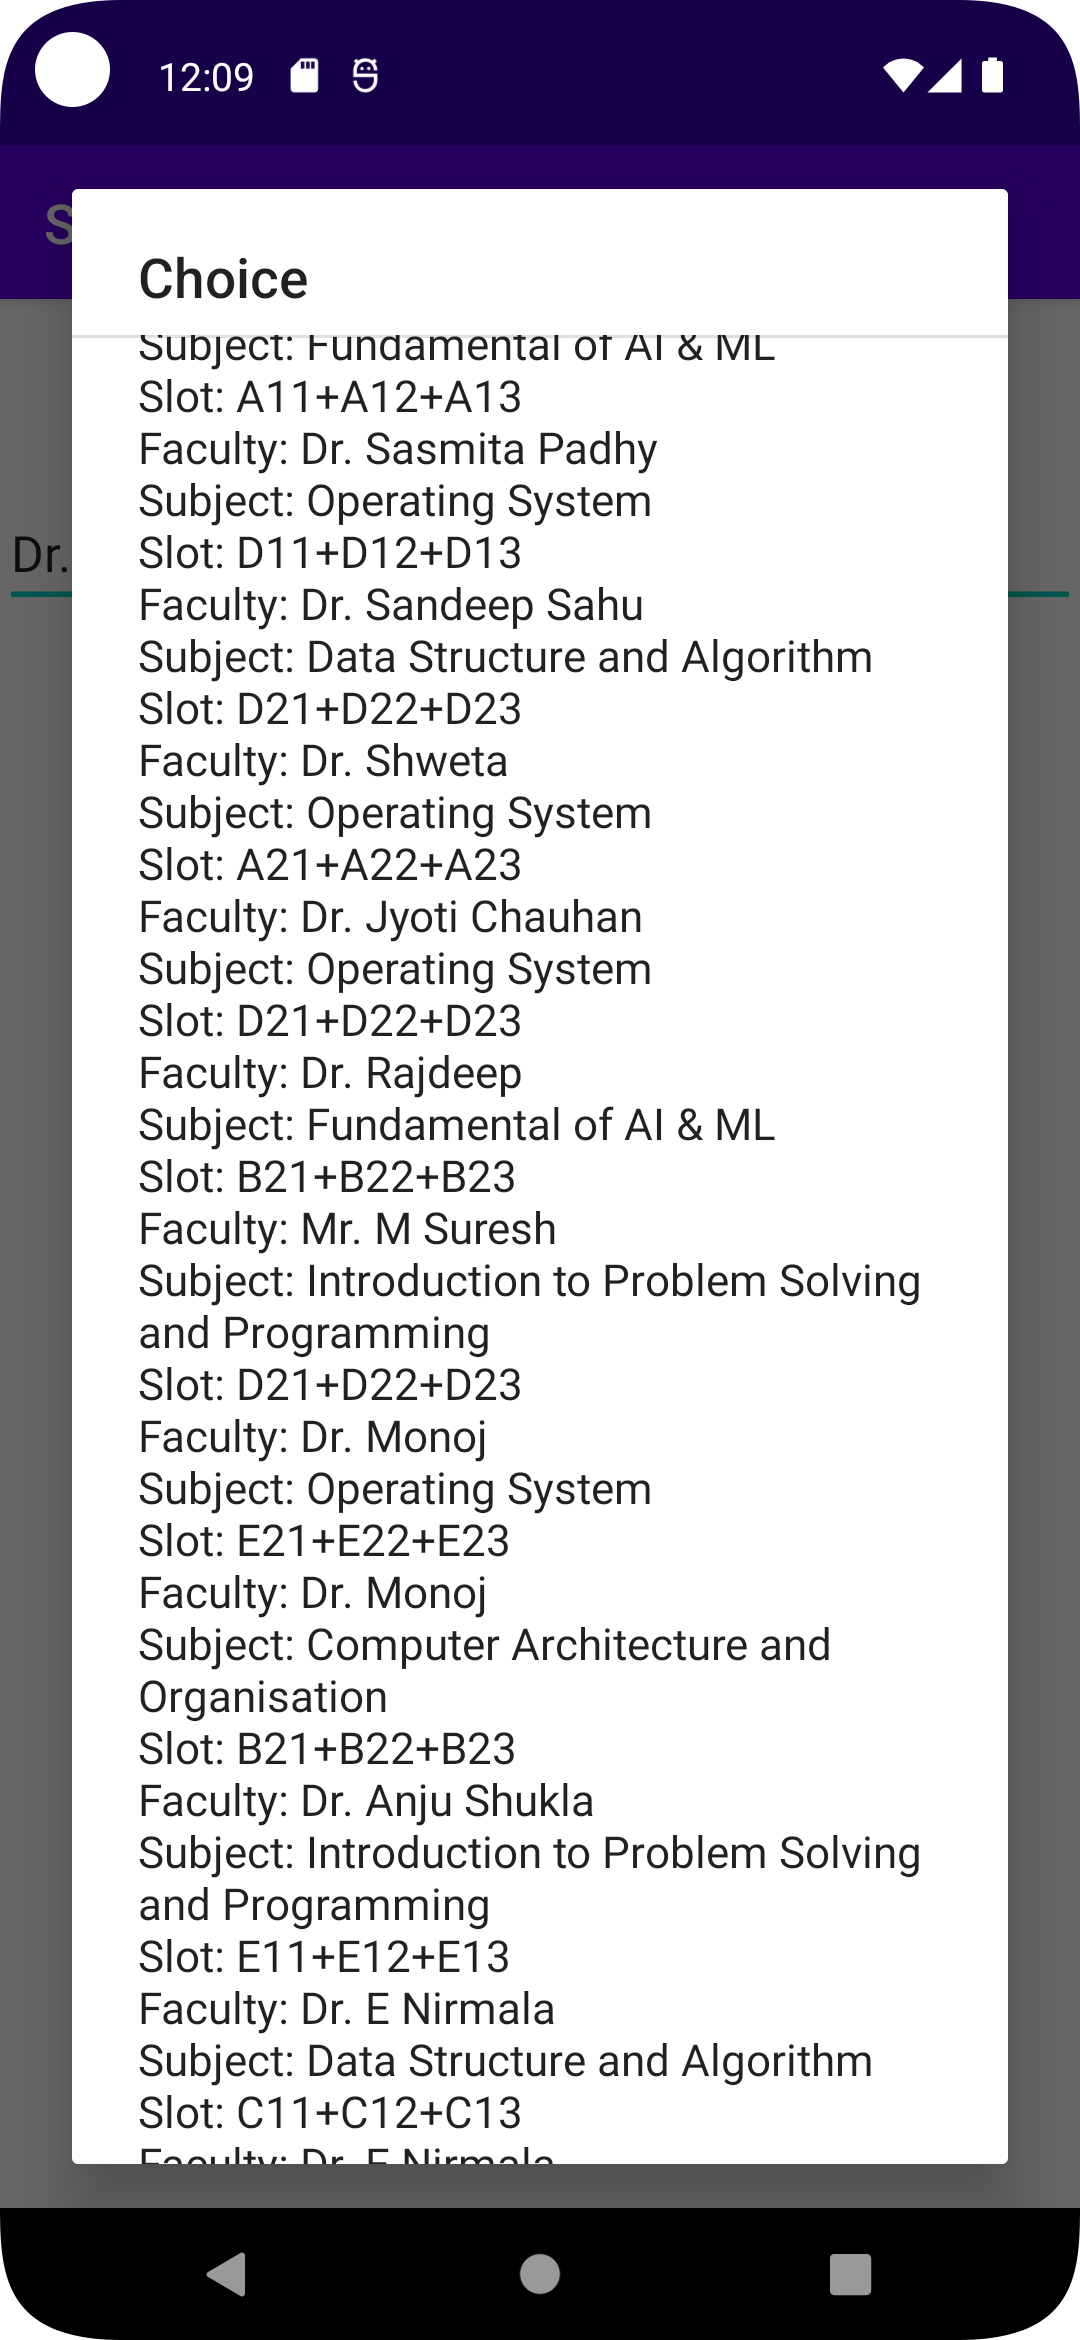 12:09
S
Choice
Subject: Fundamental of AI & ML
Slot: A11+A12+A13
Faculty: Dr. Sasmita Padhy
Subject: Operating System
Slot: D11+D12+D13
Dr.
Faculty: Dr. Sandeep Sahu
Subject: Data Structure and Algorithm
Slot: D21+D22+D23
Faculty: Dr. Shweta
Subject: Operating System
Slot: A21+A22+A23
Faculty: Dr. Jyoti Chauhan
Subject: Operating System
Slot: D21+D22+D23
Faculty: Dr. Rajdeep
Subject: Fundamental of AI & ML
Slot: B21+B22+B23
Faculty: Mr. M Suresh
Subject: Introduction to Problem Solving
and Programming
Slot: D21+D22+D23
Faculty: Dr. Monoj
Subject: Operating System
Slot: E21+E22+E23
Faculty: Dr. Monoj
Subject: Computer Architecture and
Organisation
Slot: B21+B22+B23
Faculty: Dr. Anju Shukla
Subject: Introduction to Problem Solving
and Programming
Slot: E11+E12+E13
Faculty: Dr. E Nirmala
Subject: Data Structure and Algorithm
Slot: C11+C12+C13
Faculty: Dr. E Nirmala